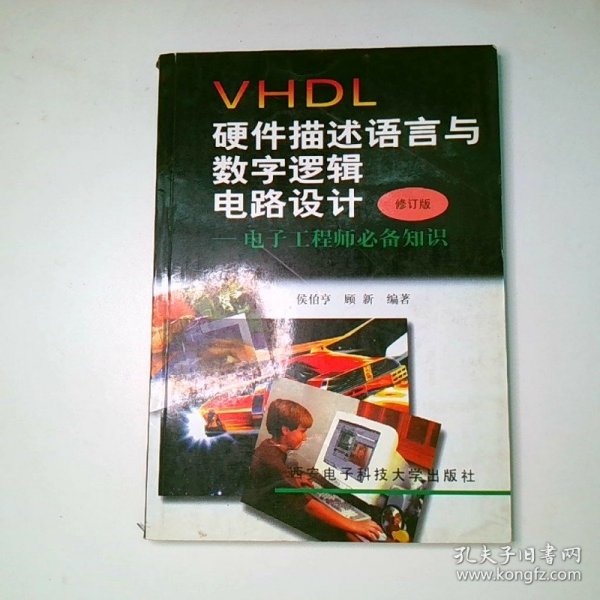 VHDL
硬件描述语言与
数字逻辑
电路设计
修订版
—电子工程师必备知识
侯伯亨 顾 新 编著
西安电子科技大学出版社
孔夫子旧书网
www.kongfz.com